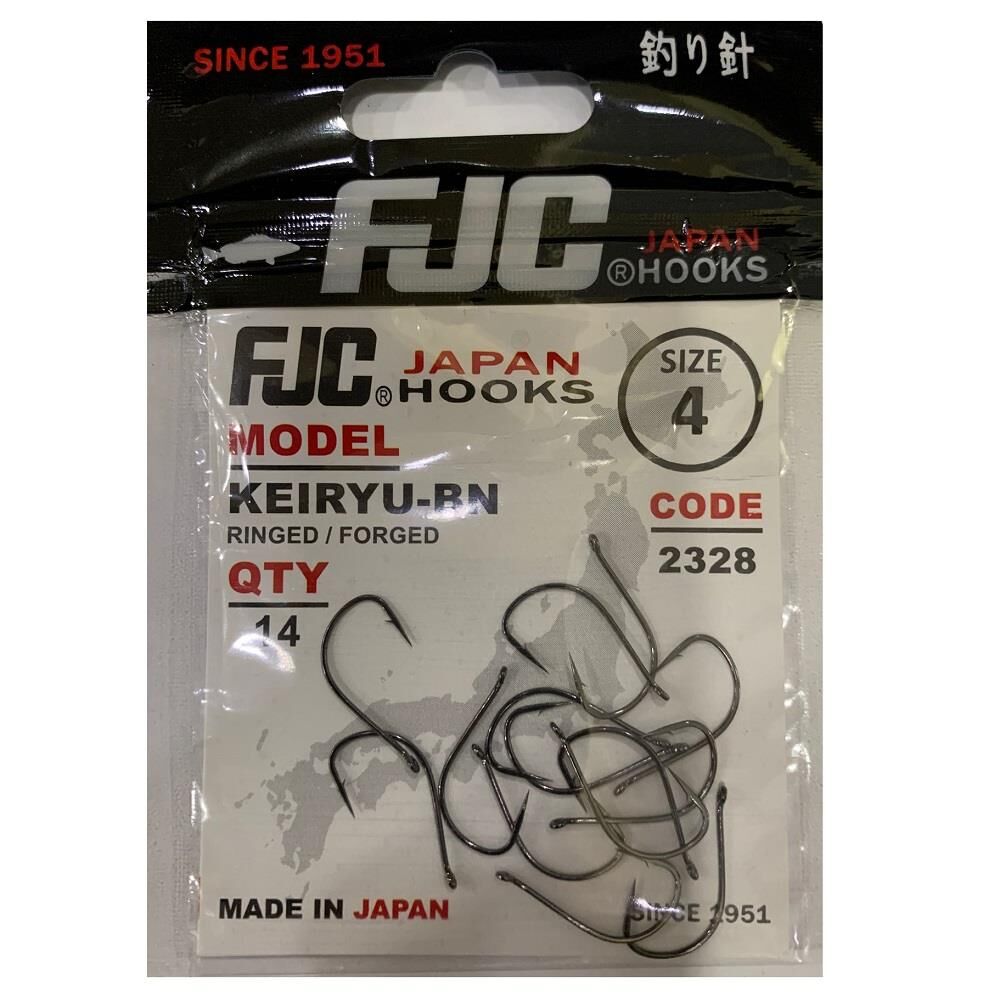 SINCE 1951
釣り針
FJC
JAPAN
®HOOKS
FJC® JAPAN
HOOKS
SIZE
4
MODEL
KEIRYU-BN
RINGED / FORGED
CODE
2328
QTY
14
MADE IN JAPAN
SINCE 1951